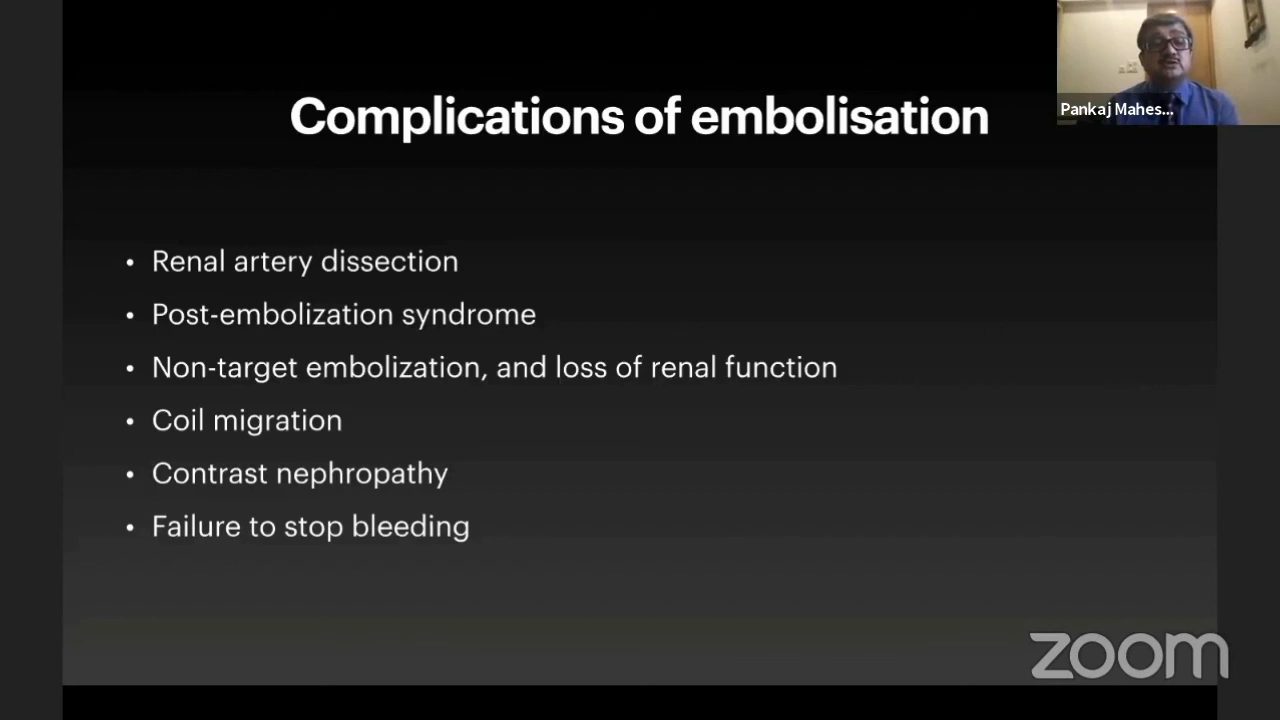 Complications of embolisation
Pankaj Mahes...
• Renal artery dissection
• Post-embolization syndrome
• Non-target embolization, and loss of renal function
• Coil migration
• Contrast nephropathy
• Failure to stop bleeding
zoom